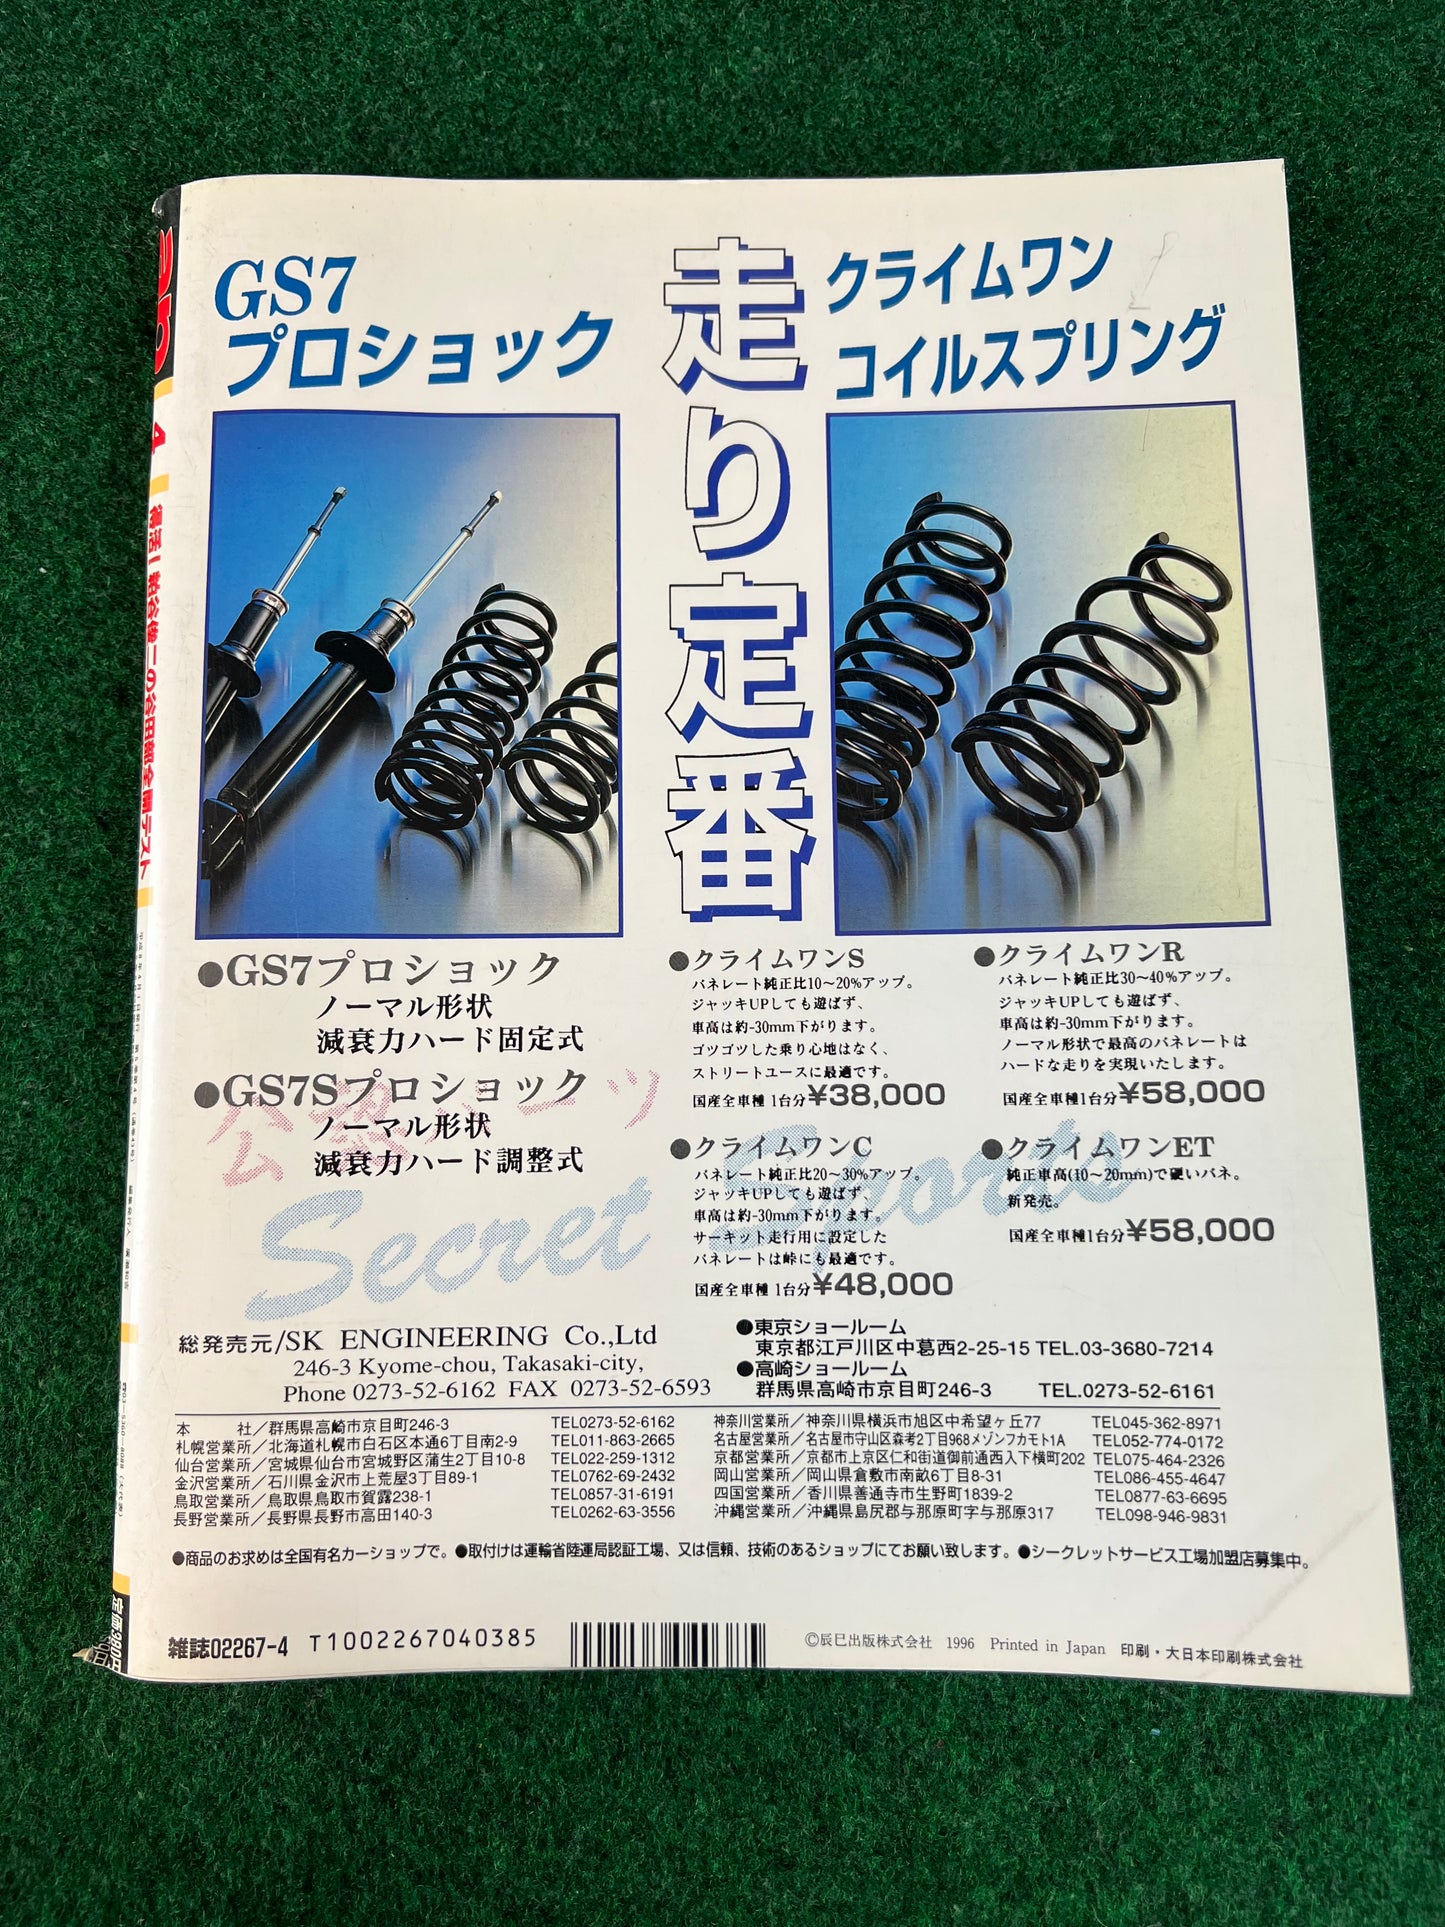 GS7
プロショック
走り定番
クライムワン
コイルスプリング
●GS7プロショック
ノーマル形状
減衰力ハード固定式
●GS7Sプロショック
ノーマル形状
減衰力ハード調整式
公認パーツ
Secret Sports
●クライムワンS
バネレート純正比10〜20%アップ。
ジャッキUPしても遊ばず、
車高は約-30mm下がります。
ゴツゴツした乗り心地はなく、
ストリートユースに最適です。
国産全車種 1台分¥38,000
●クライムワンR
バネレート純正比30〜40%アップ。
ジャッキUPしても遊ばず、
車高は約-30mm下がります。
ノーマル形状で最高のバネレートは
ハードな走りを実現いたします。
国産全車種 1台分¥58,000
●クライムワンC
バネレート純正比20〜30%アップ。
ジャッキUPしても遊ばず、
車高は約-30mm下がります。
サーキット走行用に設定した
バネレートは峠にも最適です。
国産全車種 1台分¥48,000
●クライムワンET
純正車高(10〜20mm)で硬いバネ。
新発売。
国産全車種1台分¥58,000
総発売元/SK ENGINEERING Co.,Ltd
246-3 Kyome-chou, Takasaki-city,
Phone 0273-52-6162 FAX 0273-52-6593
●東京ショールーム
東京都江戸川区中葛西2-25-15 TEL.03-3680-7214
●高崎ショールーム
群馬県高崎市京目町246-3 TEL.0273-52-6161
本 社／群馬県高崎市京目町246-3 TEL0273-52-6162
札幌営業所／北海道札幌市白石区本通6丁目南2-9 TEL011-863-2665
仙台営業所／宮城県仙台市宮城野区蒲生2丁目10-8 TEL022-259-1312
金沢営業所／石川県金沢市上荒屋3丁目89-1 TEL0762-69-2432
鳥取営業所／鳥取県鳥取市賀露238-1 TEL0857-31-6191
長野営業所／長野県長野市高田140-3 TEL0262-63-3556
神奈川営業所／神奈川県横浜市旭区中希望ヶ丘77 TEL045-362-8971
名古屋営業所／名古屋市守山区森孝2丁目968メゾンフカモト1A TEL052-774-0172
京都営業所／京都市上京区仁和街道御前通西入下横町202 TEL075-464-2326
岡山営業所／岡山県倉敷市南畝6丁目8-31 TEL086-455-4647
四国営業所／香川県善通寺市生野町1839-2 TEL0877-63-6695
沖縄営業所／沖縄県島尻郡与那原町字与那原317 TEL098-946-9831
●商品のお求めは全国有名カーショップで。●取付けは運輸省陸運局認証工場、又は信頼、技術のあるショップにてお願い致します。●シークレットサービス工場加盟店募集中。
雑誌02267-4 T1002267040385
©辰巳出版株式会社 1996 Printed in Japan 印刷・大日本印刷株式会社
4
の谷田部全開テスト
定価380円